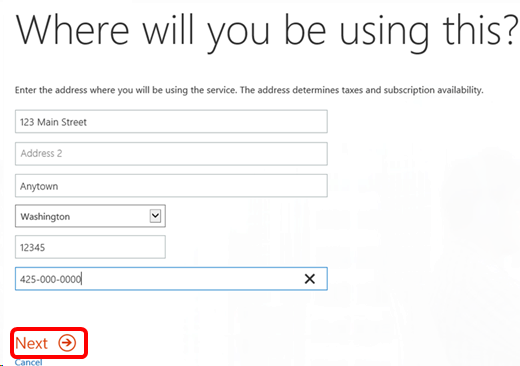 Where will you be using this?
Enter the address where you will be using the service. The address determines taxes and subscription availability.
123 Main Street
Address 2
Anytown
Washington
12345
425-000-0000
Next
Cancel